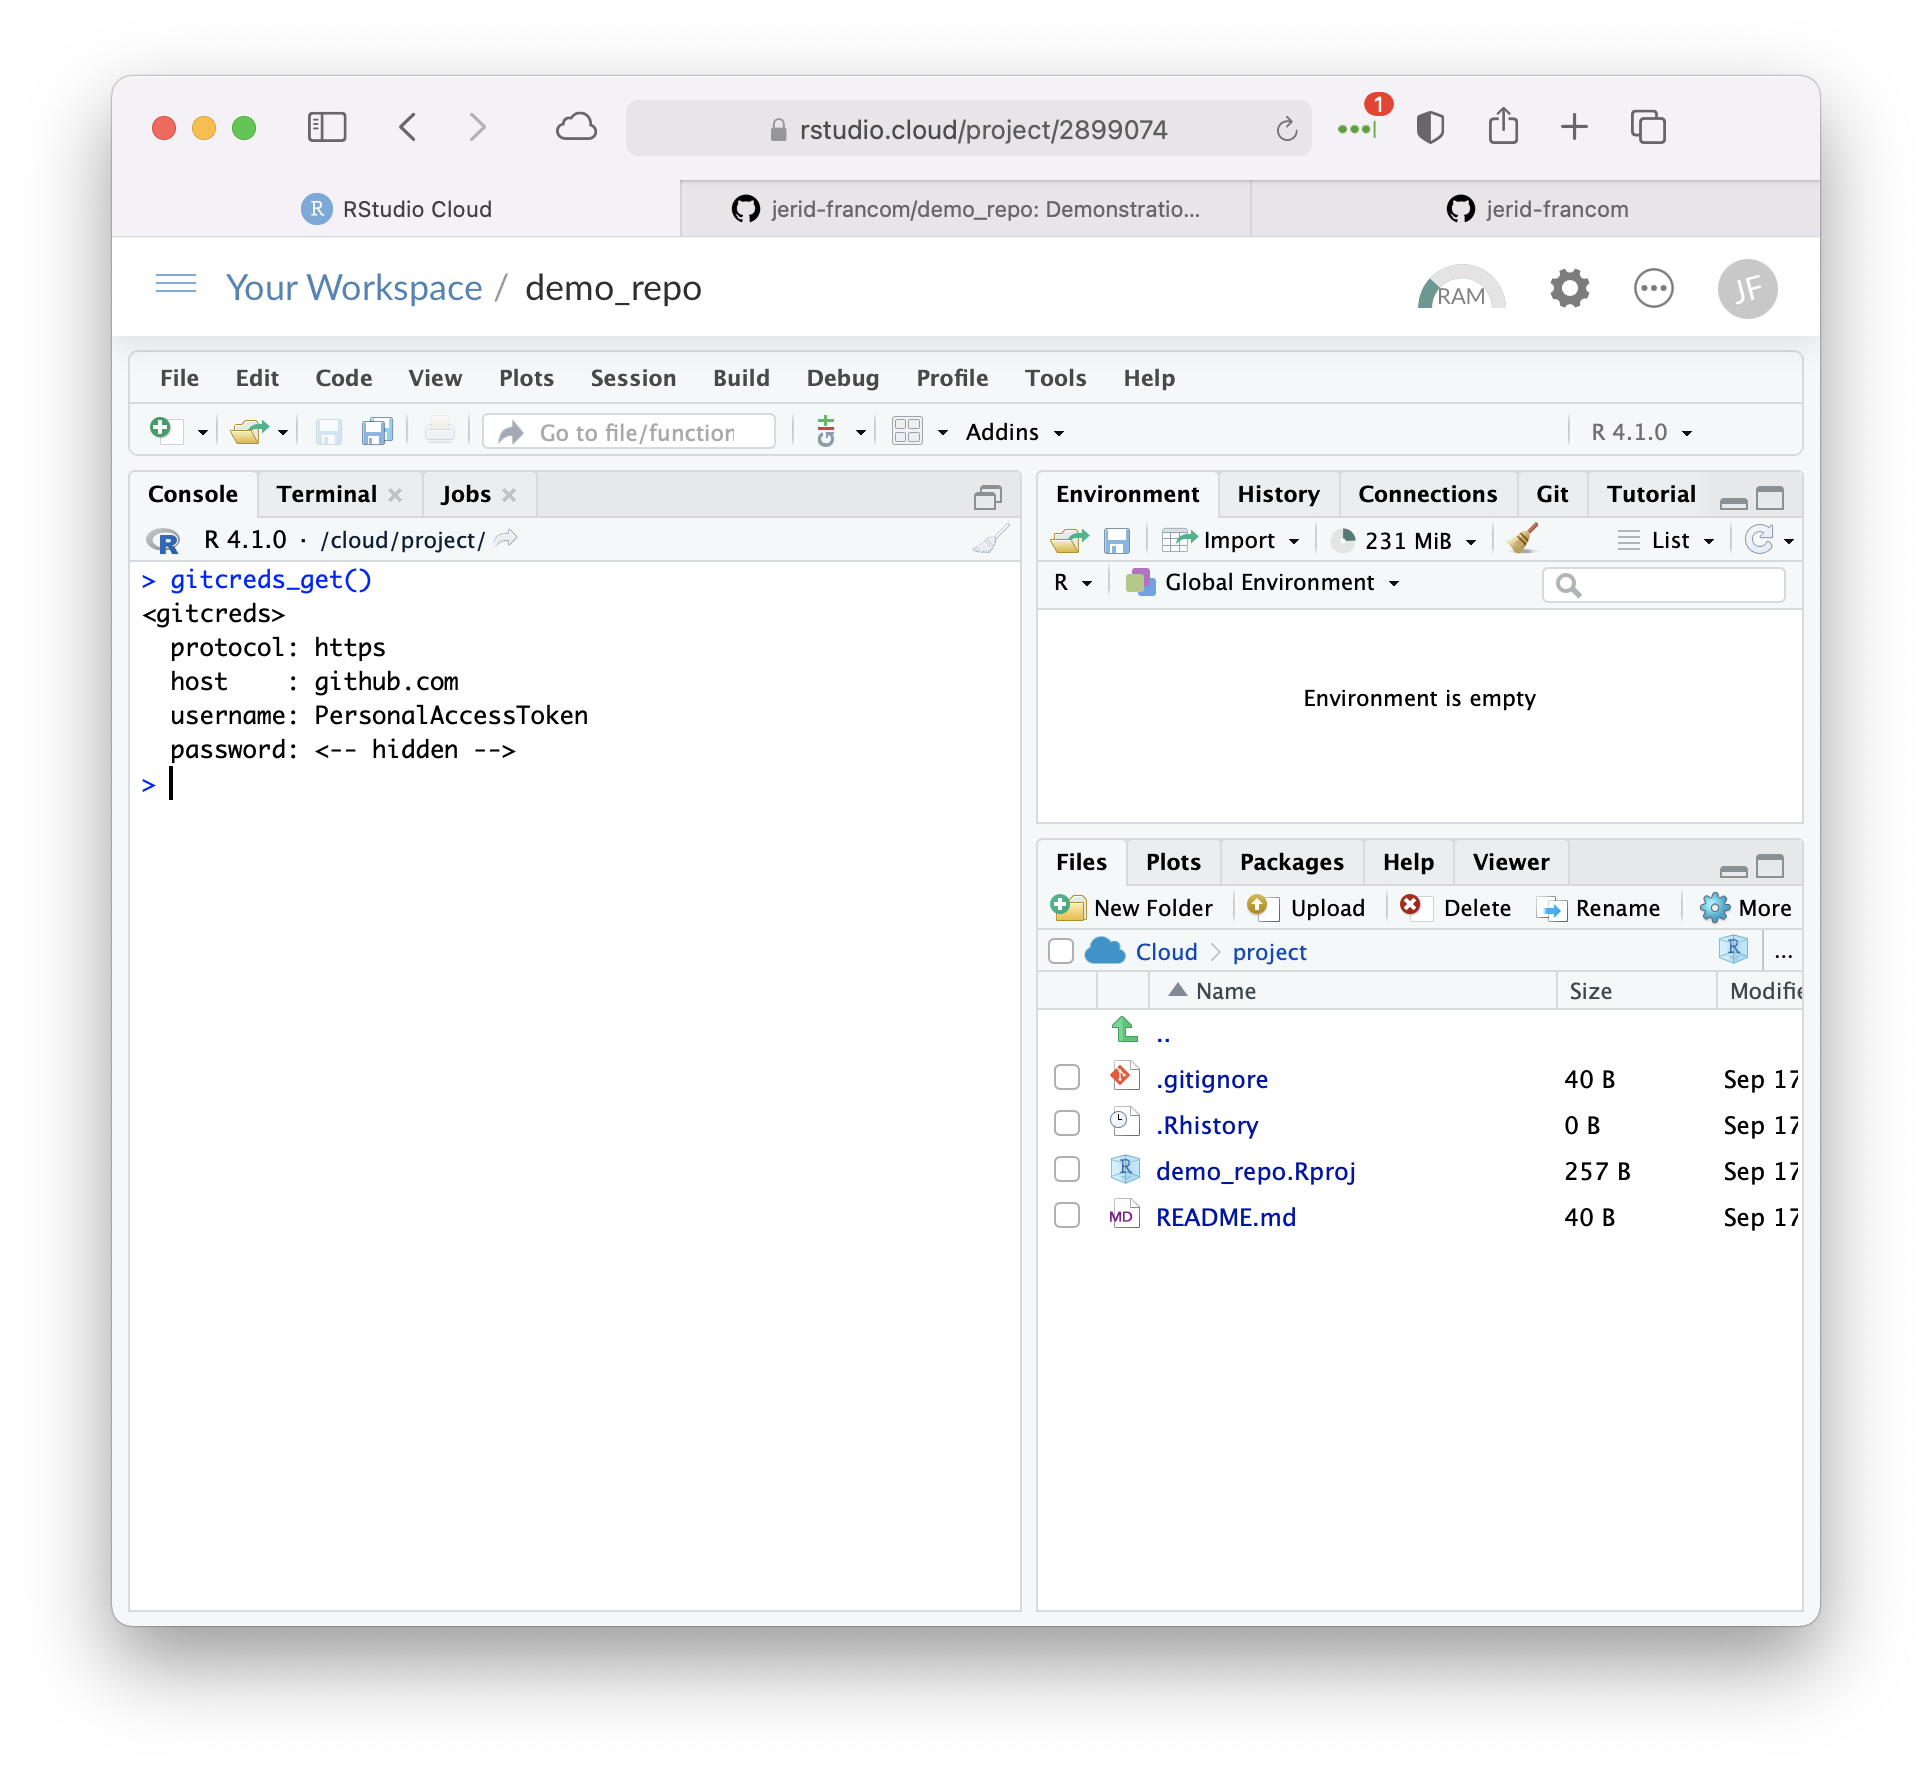 1
rstudio.cloud/project/2899074
R RStudio Cloud
jerid-francom/demo_repo: Demonstratio...
jerid-francom
Your Workspace / demo_repo
RAM
JF
File Edit Code View Plots Session Build Debug Profile Tools Help
Go to file/function
Addins
R 4.1.0
Console Terminal Jobs
R 4.1.0 · /cloud/project/
> gitcreds_get()
<gitcreds>
protocol: https
host    : github.com
username: PersonalAccessToken
password: <-- hidden -->
>
Environment History Connections Git Tutorial
Import 231 MiB List
R Global Environment
Environment is empty
Files Plots Packages Help Viewer
New Folder Upload Delete Rename More
Cloud project R ...
Name Size Modifie
..
.gitignore 40 B Sep 17
.Rhistory 0 B Sep 17
R demo_repo.Rproj 257 B Sep 17
MD README.md 40 B Sep 17